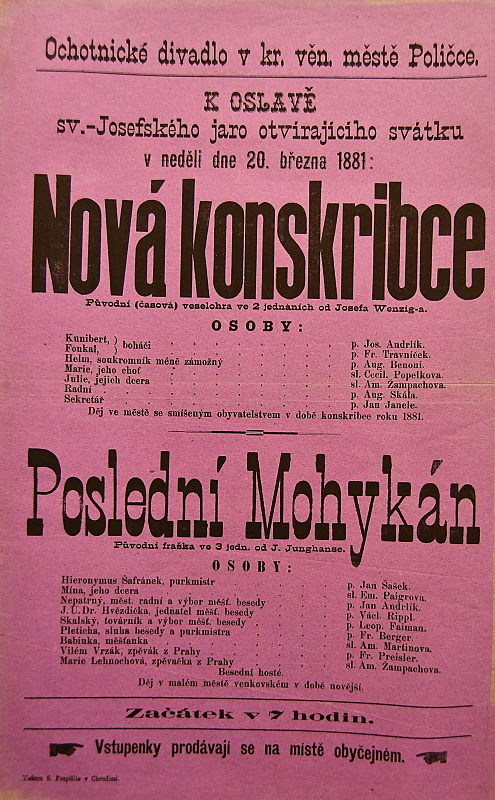 Ochotnické divadlo v kr. věn. městě Poličce.
K OSLAVĚ
sv.-Josefského jaro otvírajícího svátku
v neděli dne 20. března 1881:
Nová konskribce
Původní (časová) veselohra ve 2 jednáních od Josefa Wenzig-a.
OSOBY:
Kunibert, ) boháči . . . p. Jos. Andrlík.
Foukal, ) p. Fr. Travníček.
Helm, soukromník méně zámožný . . . p. Aug. Benoni.
Marie, jeho choť . . . sl. Cecil. Popelkova.
Julie, jejich dcera . . . sl. Am. Žampachova.
Radní . . . p. Aug. Skála.
Sekretář . . . p. Jan Janele.
Děj ve městě se smíšeným obyvatelstvem v době konskribce roku 1881.
Poslední Mohykán
Původní fraška ve 3 jedn. od J. Junghanse.
OSOBY:
Hieronymus Šafránek, purkmistr . . . p. Jan Šašek.
Mína, jeho dcera . . . sl. Em. Paigrova.
Nepatrný, měst. radní a výbor měšť. besedy . . . p. Jan Andrlík.
J. U. Dr. Hvězdička, jednatel měšť. besedy . . . p. Václ. Rippl.
Skalský, továrník a výbor měšť. besedy . . . p. Leop. Faiman.
Pleticha, sluha besedy a purkmistra . . . p. Fr. Berger.
Babinka, měšťanka . . . sl. Am. Martinova.
Vilém Vrzák, zpěvák z Prahy . . . p. Fr. Preisler.
Marie Lehnochová, zpěvačka z Prahy . . . sl. Am. Žampachova.
Besední hosté.
Děj v malém městě venkovském v době novější.
Začátek v 7 hodin.
Vstupenky prodávají se na místě obyčejném.
Tiskem S. Pospíšila v Chrudimi.